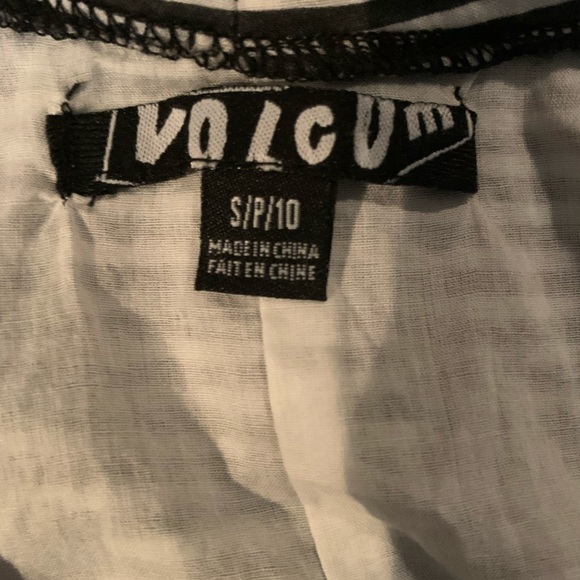 VOLCOm
S/P/10
MADE IN CHINA
FAIT EN CHINE